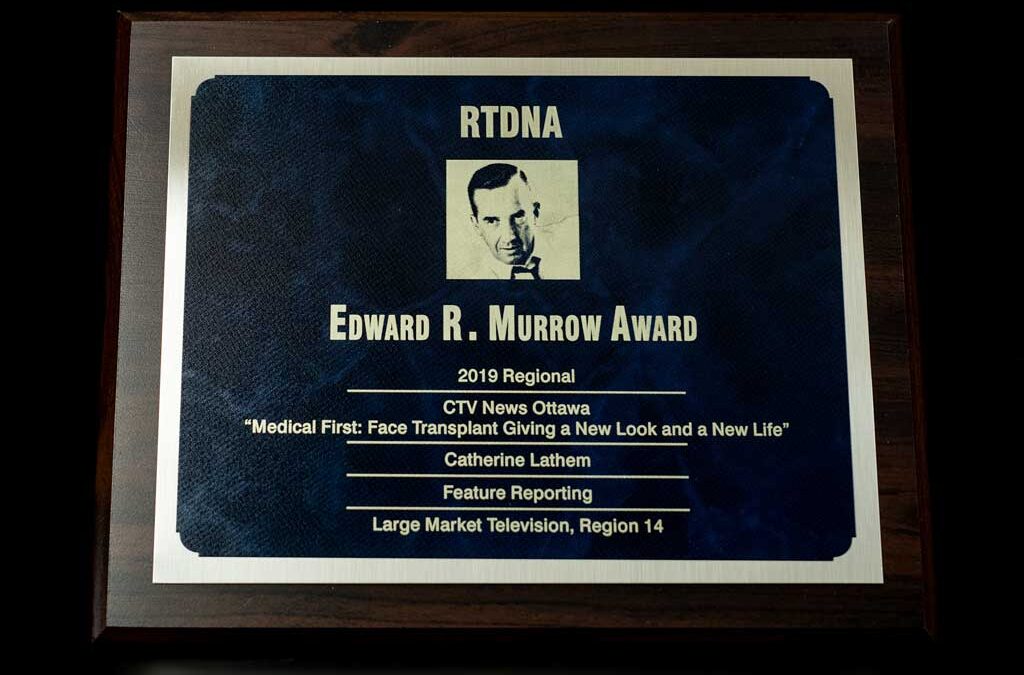 RTDNA
EDWARD R. MURROW AWARD
2019 Regional
CTV News Ottawa
“Medical First: Face Transplant Giving a New Look and a New Life”
Catherine Lathem
Feature Reporting
Large Market Television, Region 14